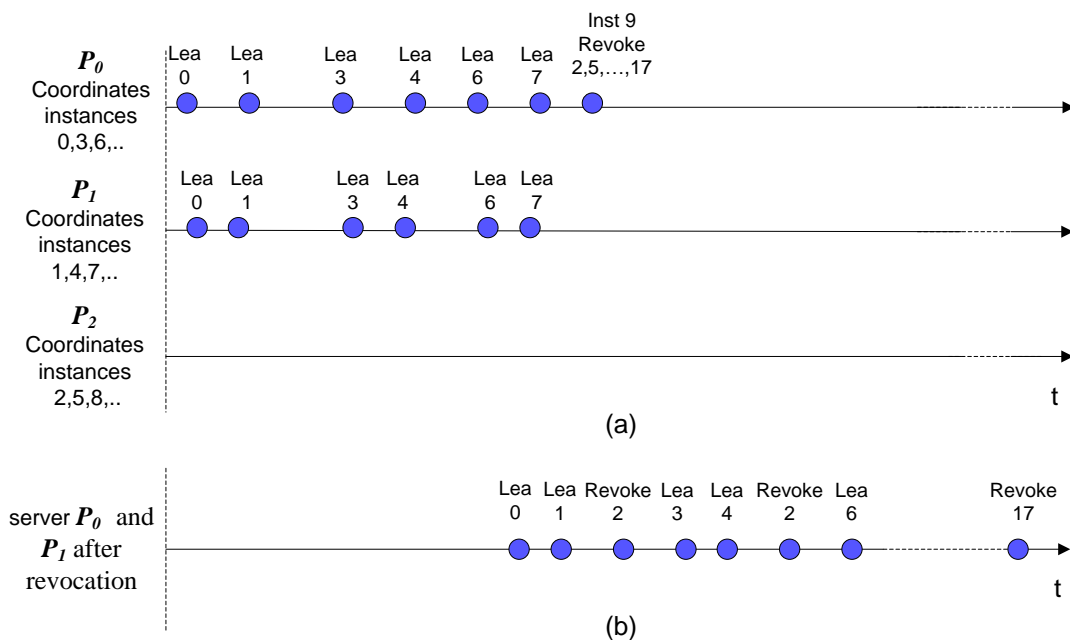 Inst 9
Revoke
2,5,…,17
Lea Lea Lea Lea Lea Lea
0 1 3 4 6 7
P0
Coordinates
instances
0,3,6,..
Lea Lea Lea Lea Lea Lea
0 1 3 4 6 7
P1
Coordinates
instances
1,4,7,..
P2
Coordinates
instances
2,5,8,..
t
(a)
Lea Lea Revoke Lea Lea Revoke Lea Revoke
0 1 2 3 4 2 6 17
server P0 and
P1 after
revocation
t
(b)